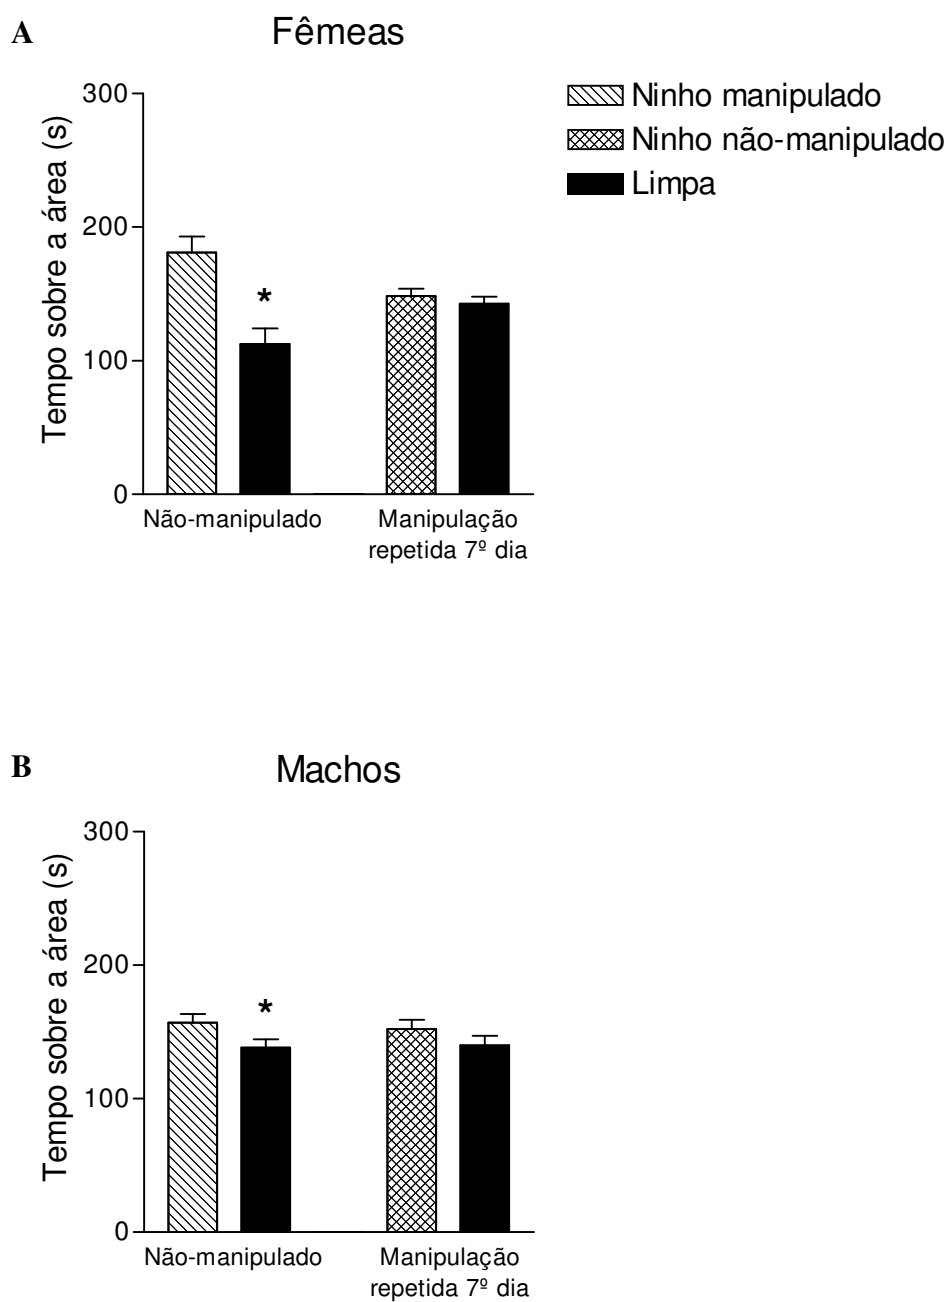 A
Fêmeas
Tempo sobre a área (s)
300
200
100
0
Ninho manipulado
Ninho não-manipulado
Limpa
*
Não-manipulado
Manipulação
repetida 7º dia
B
Machos
Tempo sobre a área (s)
300
200
100
0
*
Não-manipulado
Manipulação
repetida 7º dia